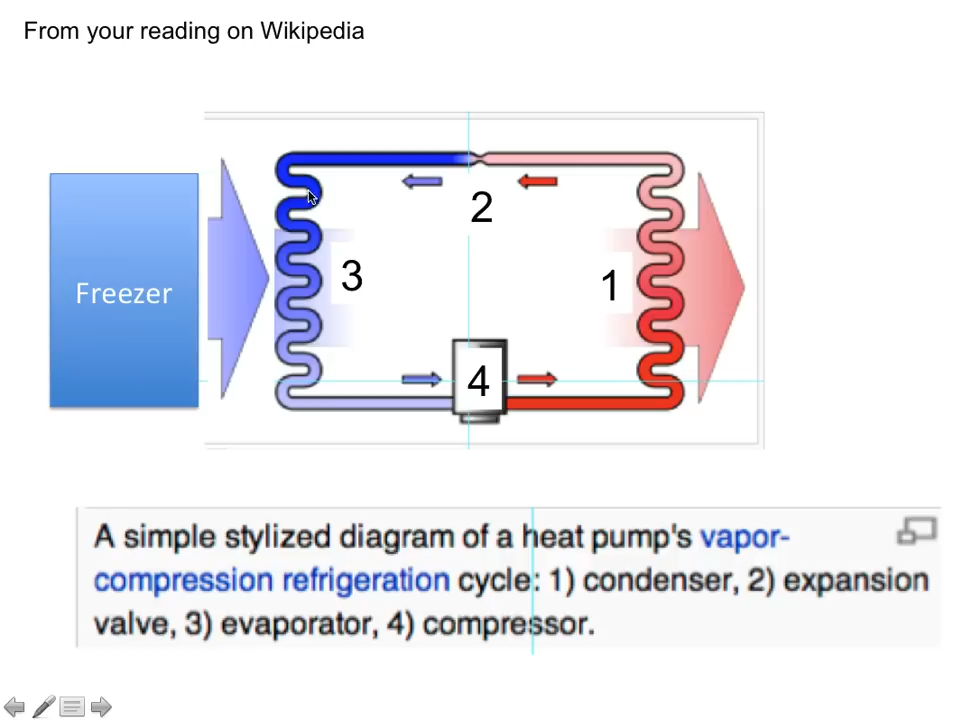 From your reading on Wikipedia
2
3
1
Freezer
4
A simple stylized diagram of a heat pump's vapor-
compression refrigeration cycle: 1) condenser, 2) expansion
valve, 3) evaporator, 4) compressor.